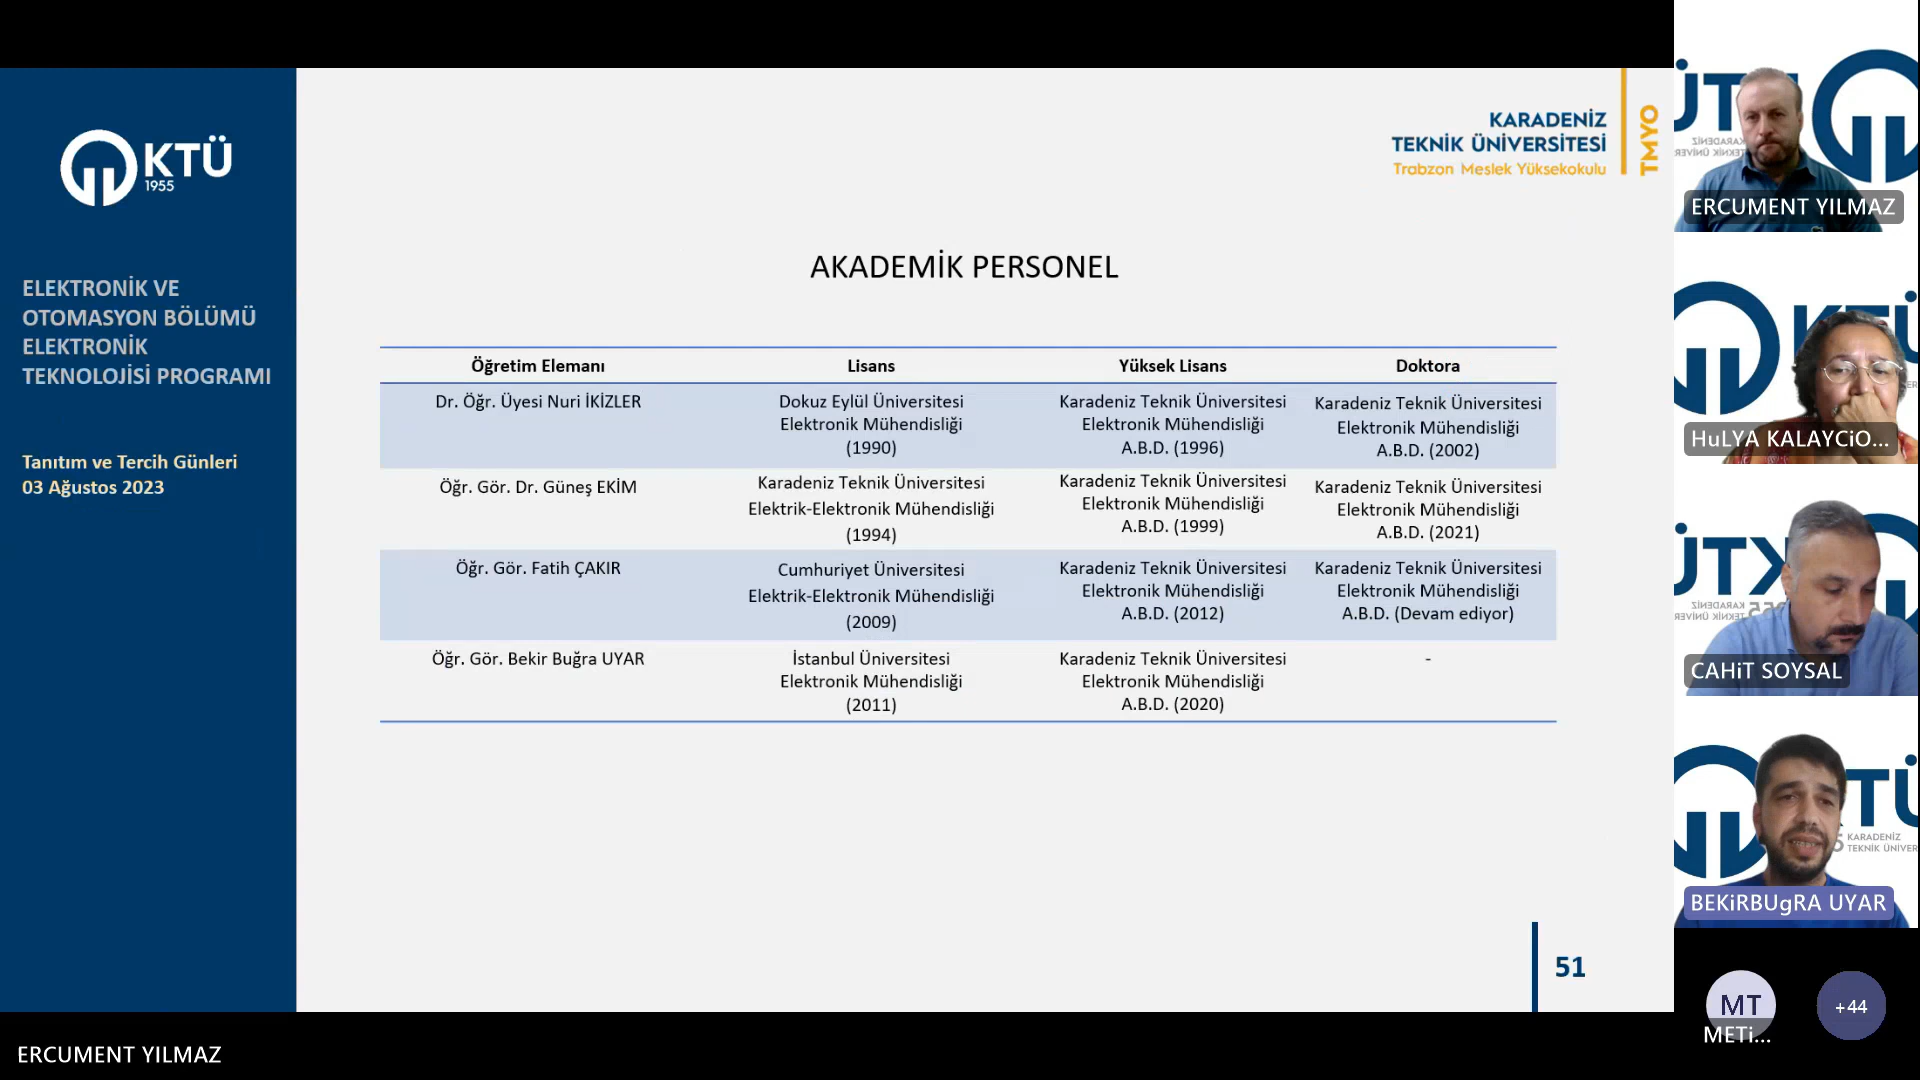 KTÜ
1955
ELEKTRONİK VE
OTOMASYON BÖLÜMÜ
ELEKTRONİK
TEKNOLOJİSİ PROGRAMI
Tanıtım ve Tercih Günleri
03 Ağustos 2023
KARADENİZ
TEKNİK ÜNİVERSİTESİ
Trabzon Meslek Yüksekokulu
TMYO
AKADEMİK PERSONEL
Öğretim Elemanı Lisans Yüksek Lisans Doktora
Dr. Öğr. Üyesi Nuri İKİZLER Dokuz Eylül Üniversitesi Karadeniz Teknik Üniversitesi Karadeniz Teknik Üniversitesi
Elektronik Mühendisliği Elektronik Mühendisliği Elektronik Mühendisliği
(1990) A.B.D. (1996) A.B.D. (2002)
Öğr. Gör. Dr. Güneş EKİM Karadeniz Teknik Üniversitesi Karadeniz Teknik Üniversitesi Karadeniz Teknik Üniversitesi
Elektrik-Elektronik Mühendisliği Elektronik Mühendisliği Elektronik Mühendisliği
(1994) A.B.D. (1999) A.B.D. (2021)
Öğr. Gör. Fatih ÇAKIR Cumhuriyet Üniversitesi Karadeniz Teknik Üniversitesi Karadeniz Teknik Üniversitesi
Elektrik-Elektronik Mühendisliği Elektronik Mühendisliği Elektronik Mühendisliği
(2009) A.B.D. (2012) A.B.D. (Devam ediyor)
Öğr. Gör. Bekir Buğra UYAR İstanbul Üniversitesi Karadeniz Teknik Üniversitesi -
Elektronik Mühendisliği Elektronik Mühendisliği
(2011) A.B.D. (2020)
51
ERCUMENT YILMAZ
HuLYA KALAYCiO...
CAHiT SOYSAL
KARADENİZ
BEKiRBUgRA UYAR
MT
METi...
+44
ERCUMENT YILMAZ